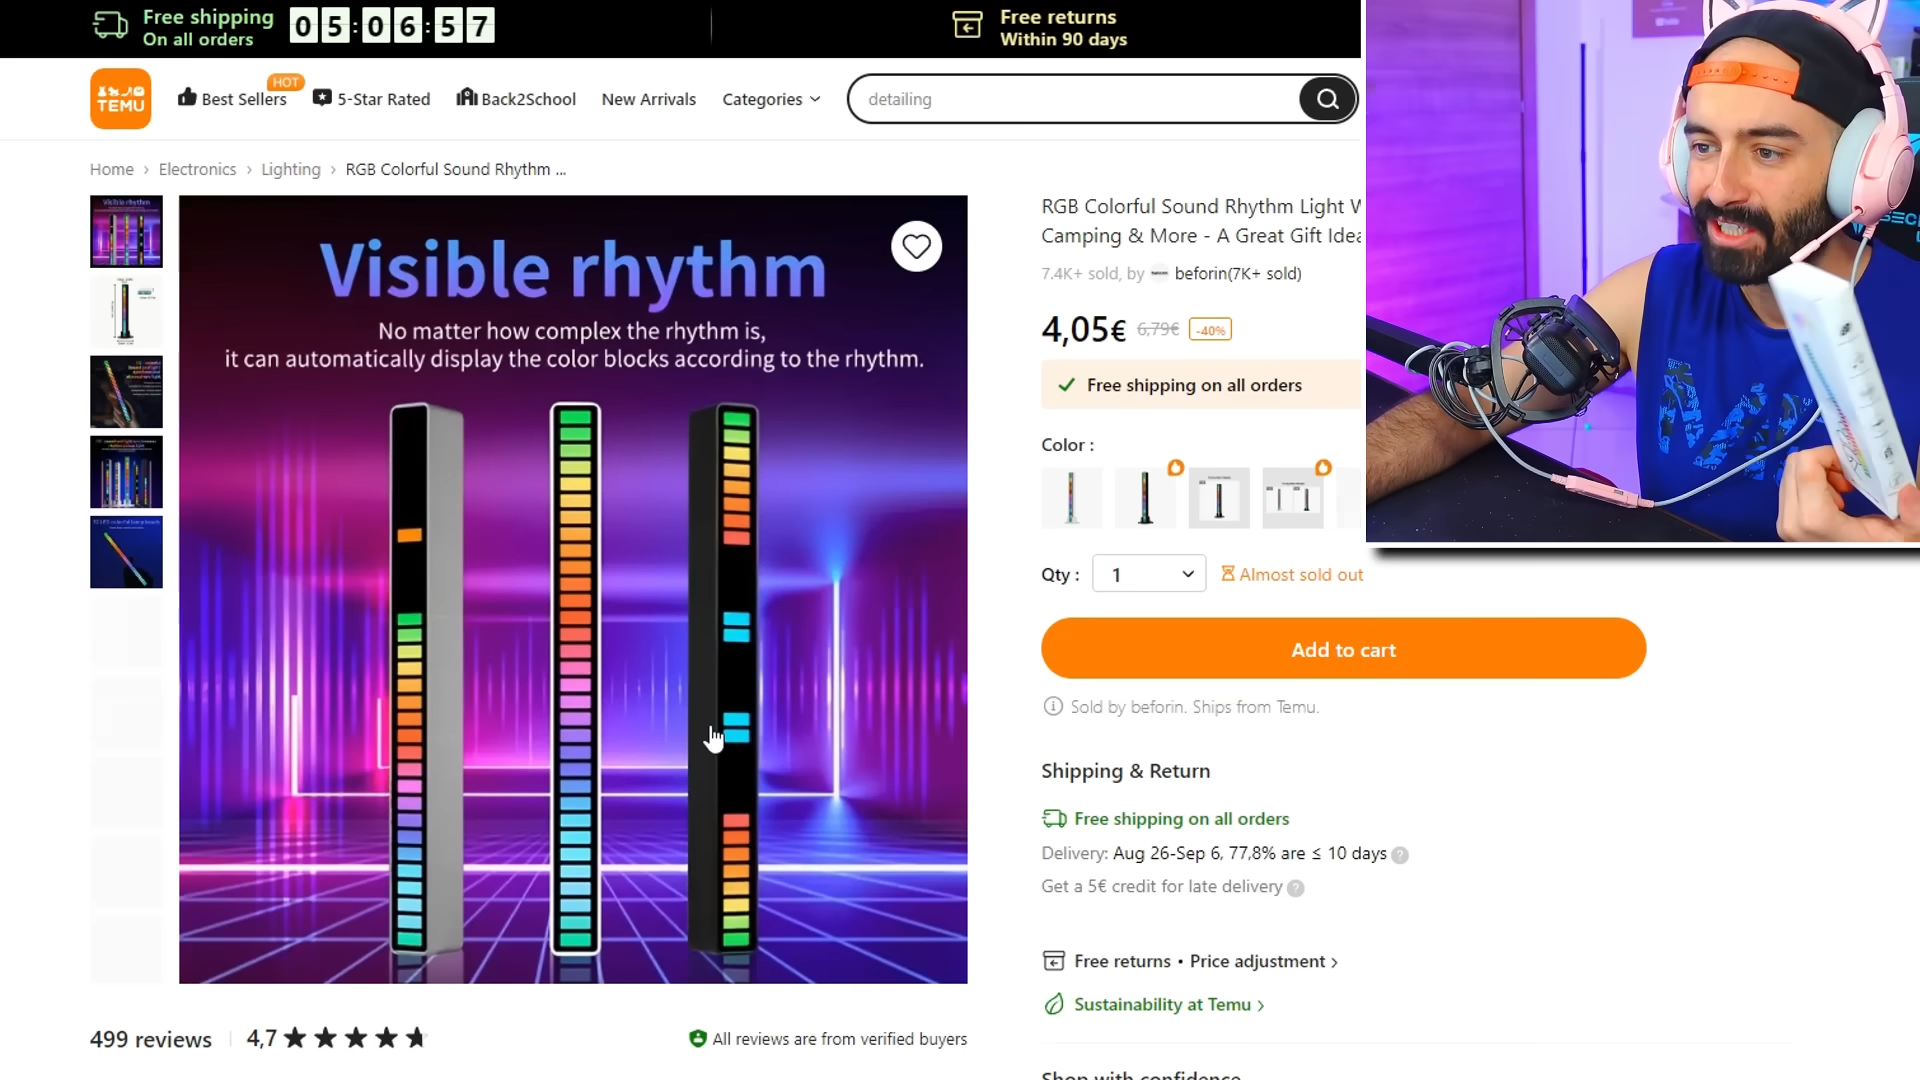 Free shipping
On all orders
05:06:57
Free returns
Within 90 days
TEMU
Best Sellers
HOT
5-Star Rated
Back2School
New Arrivals
Categories
detailing
Home › Electronics › Lighting › RGB Colorful Sound Rhythm ...
Visible rhythm
No matter how complex the rhythm is,
it can automatically display the color blocks according to the rhythm.
RGB Colorful Sound Rhythm Light
Camping & More - A Great Gift Idea
7.4K+ sold, by beforin(7K+ sold)
4,05€ 6,79€ -40%
Free shipping on all orders
Color :
Qty : 1 Almost sold out
Add to cart
Sold by beforin. Ships from Temu.
Shipping & Return
Free shipping on all orders
Delivery: Aug 26-Sep 6, 77,8% are ≤ 10 days
Get a 5€ credit for late delivery
Free returns • Price adjustment ›
Sustainability at Temu ›
499 reviews 4,7
All reviews are from verified buyers
Shop with confidence